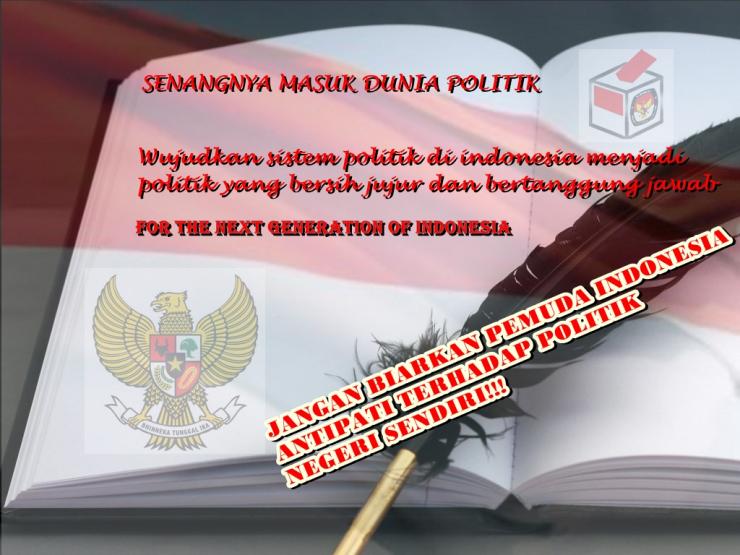 SENANGNYA MASUK DUNIA POLITIK
Wujudkan sistem politik di indonesia menjadi
politik yang bersih jujur dan bertanggung jawab
FOR THE NEXT GENERATION OF INDONESIA
JANGAN BIARKAN PEMUDA INDONESIA
ANTIPATI TERHADAP POLITIK
NEGERI SENDIRI!!!
BHINNEKA TUNGGAL IKA